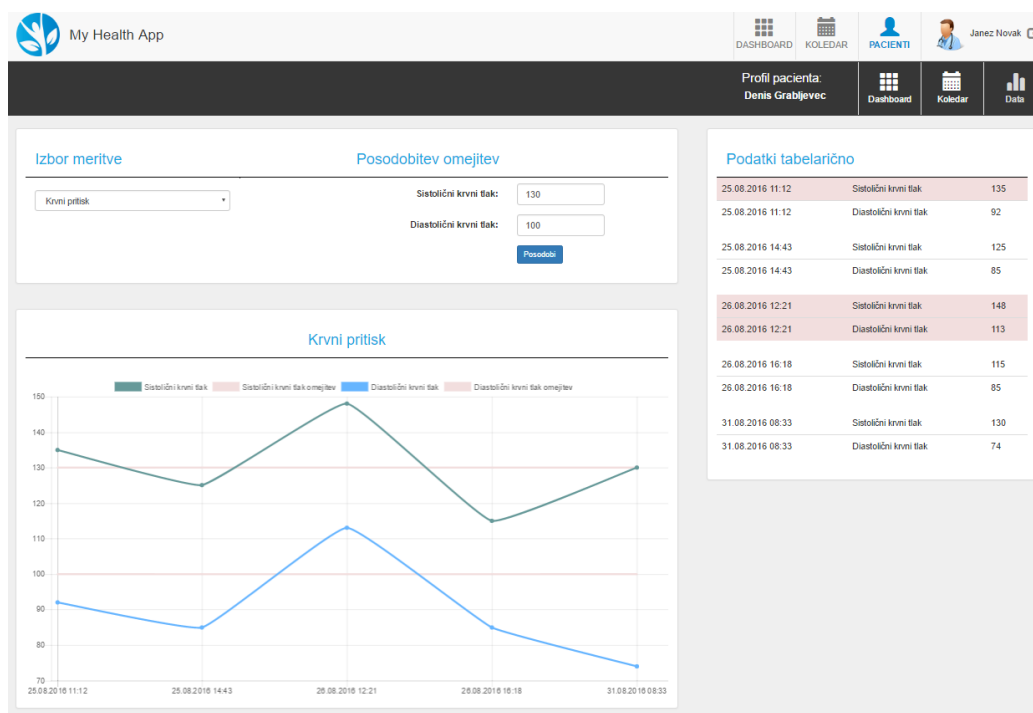 My Health App
DASHBOARD
KOLEDAR
PACIENTI
Janez Novak
Profil pacienta:
Denis Grabljevec
Dashboard
Koledar
Data
Izbor meritve
Posodobitev omejitev
Krvni pritisk
Sistolični krvni tlak:
130
Diastolični krvni tlak:
100
Posodobi
Krvni pritisk
Sistolični krvni tlak Sistolični krvni tlak omejitev Diastolični krvni tlak Diastolični krvni tlak omejitev
150
140
130
120
110
100
90
80
70
25.08.2016 11:12 25.08.2016 14:43 26.08.2016 12:21 26.08.2016 16:18 31.08.2016 08:33
Podatki tabelarično
25.08.2016 11:12 Sistolični krvni tlak 135
25.08.2016 11:12 Diastolični krvni tlak 92
25.08.2016 14:43 Sistolični krvni tlak 125
25.08.2016 14:43 Diastolični krvni tlak 85
26.08.2016 12:21 Sistolični krvni tlak 148
26.08.2016 12:21 Diastolični krvni tlak 113
26.08.2016 16:18 Sistolični krvni tlak 115
26.08.2016 16:18 Diastolični krvni tlak 85
31.08.2016 08:33 Sistolični krvni tlak 130
31.08.2016 08:33 Diastolični krvni tlak 74